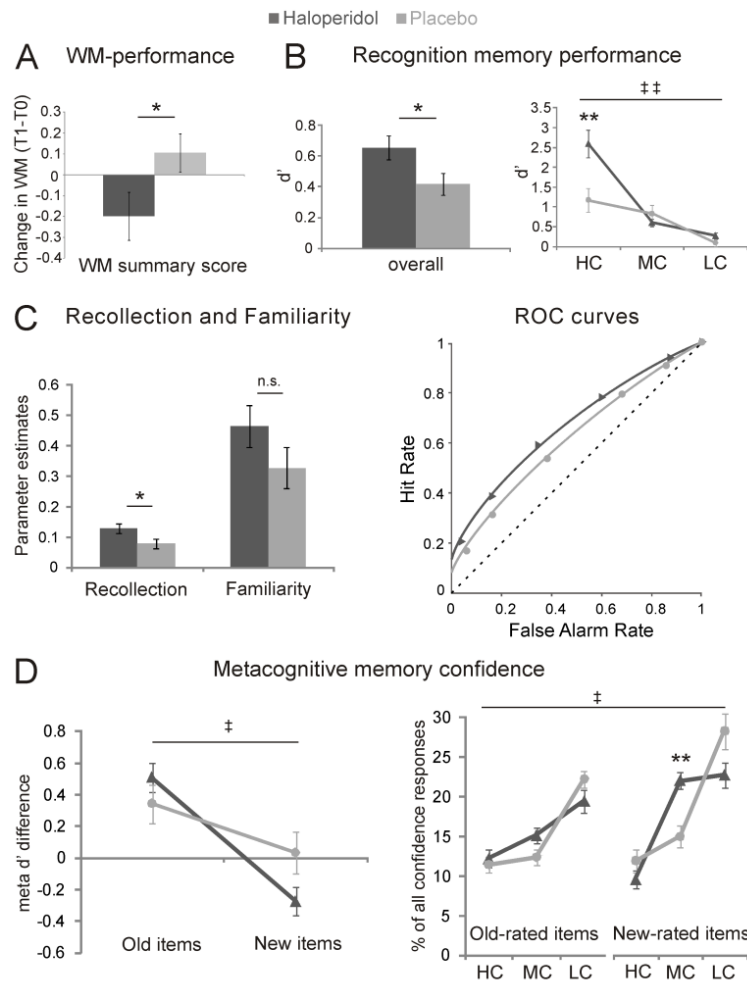 Haloperidol Placebo
A WM-performance
B Recognition memory performance
Change in WM (T1-T0)
0.3
0.2
0.1
0
-0.1
-0.2
-0.3
-0.4
*
WM summary score
d'
0.8
0.6
0.4
0.2
0
*
overall
d'
3.5
3
2.5
2
1.5
1
0.5
0
‡ ‡
**
HC MC LC
C Recollection and Familiarity
ROC curves
Parameter estimates
0.6
0.5
0.4
0.3
0.2
0.1
0
*
n.s.
Recollection Familiarity
Hit Rate
1
0.8
0.6
0.4
0.2
0
0 0.2 0.4 0.6 0.8 1
False Alarm Rate
D Metacognitive memory confidence
meta d' difference
0.8
0.6
0.4
0.2
0
-0.2
-0.4
-0.6
‡
Old items New items
% of all confidence responses
30
25
20
15
10
5
0
‡
**
Old-rated items New-rated items
HC MC LC HC MC LC